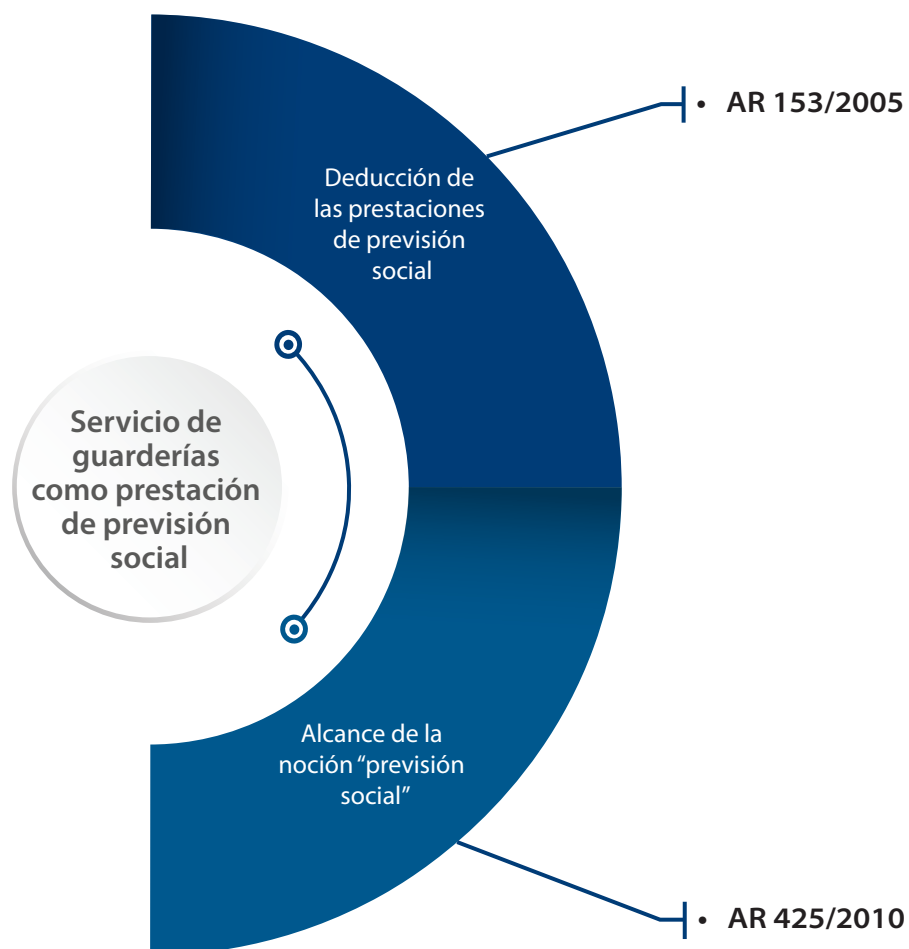 • AR 153/2005
Deducción de
las prestaciones
de previsión
social
Servicio de
guarderías
como prestación
de previsión
social
Alcance de la
noción “previsión
social”
• AR 425/2010